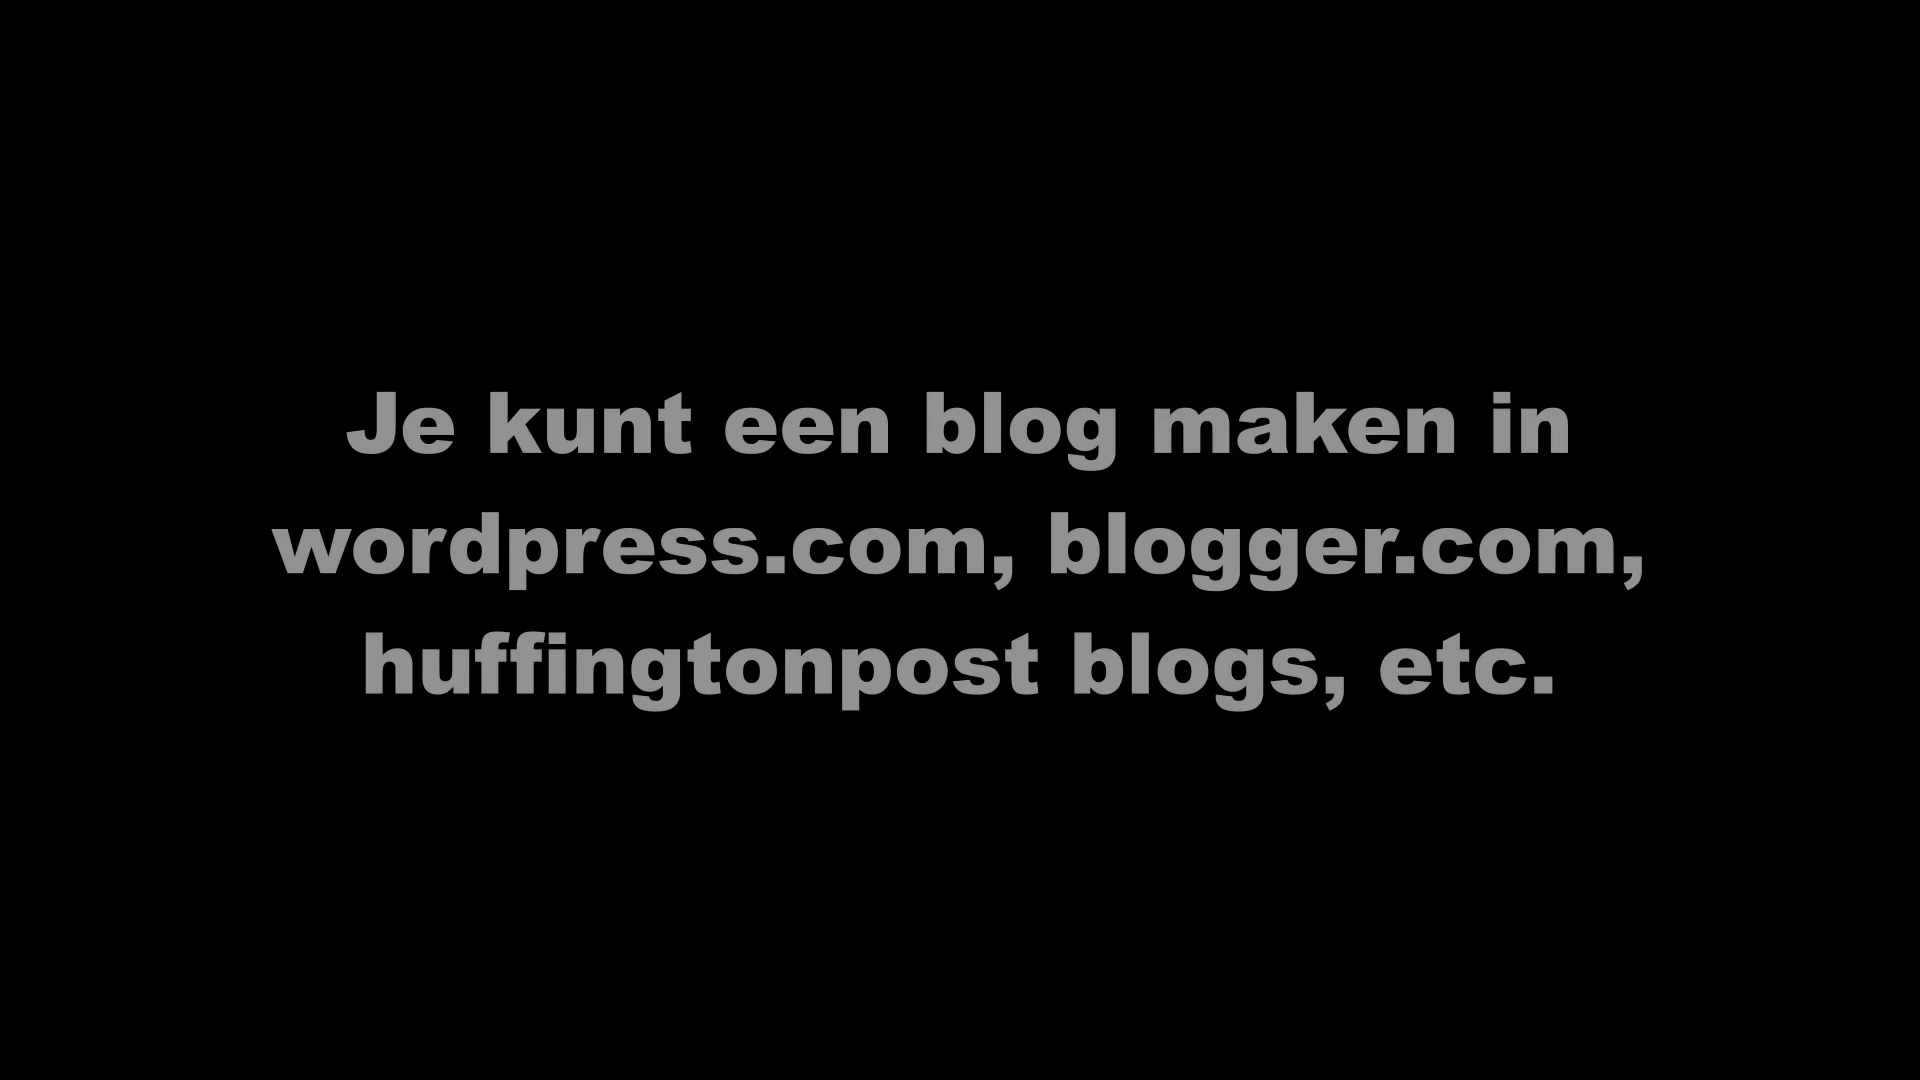 Je kunt een blog maken in
wordpress.com, blogger.com,
huffingtonpost blogs, etc.